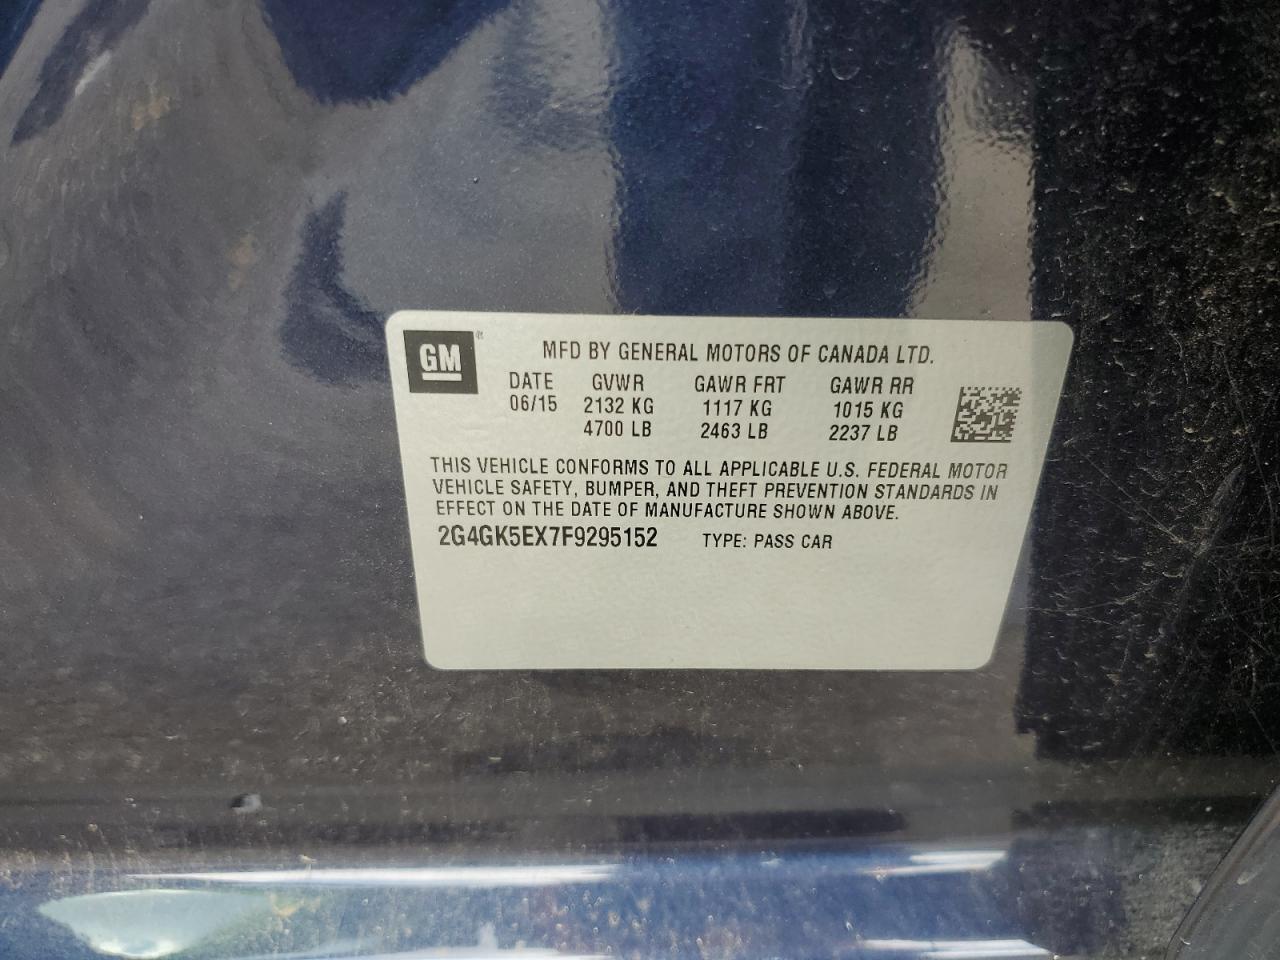 GM®
MFD BY GENERAL MOTORS OF CANADA LTD.
DATE GVWR GAWR FRT GAWR RR
06/15 2132 KG 1117 KG 1015 KG
4700 LB 2463 LB 2237 LB
THIS VEHICLE CONFORMS TO ALL APPLICABLE U.S. FEDERAL MOTOR
VEHICLE SAFETY, BUMPER, AND THEFT PREVENTION STANDARDS IN
EFFECT ON THE DATE OF MANUFACTURE SHOWN ABOVE.
2G4GK5EX7F9295152 TYPE: PASS CAR